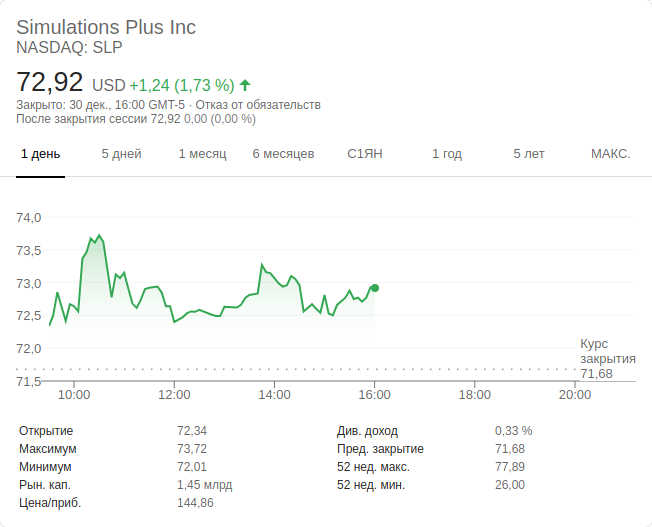 Simulations Plus Inc
NASDAQ: SLP
72,92 USD +1,24 (1,73 %)
Закрыто: 30 дек., 16:00 GMT-5 · Отказ от обязательств
После закрытия сессии 72,92 0,00 (0,00 %)
1 день 5 дней 1 месяц 6 месяцев С1ЯН 1 год 5 лет МАКС.
74,0
73,5
73,0
72,5
72,0
71,5
Курс
закрытия
71,68
10:00 12:00 14:00 16:00 18:00 20:00
Открытие 72,34 Див. доход 0,33 %
Максимум 73,72 Пред. закрытие 71,68
Минимум 72,01 52 нед. макс. 77,89
Рын. кап. 1,45 млрд 52 нед. мин. 26,00
Цена/приб. 144,86